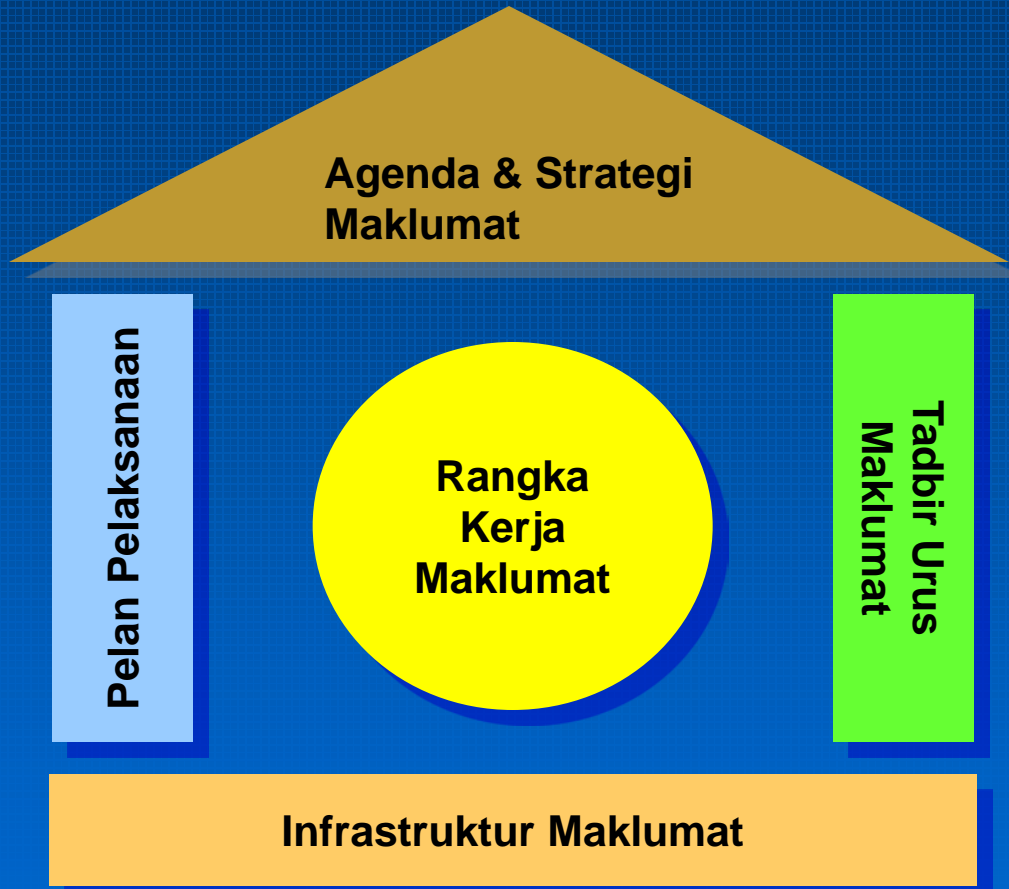 Agenda & Strategi
Maklumat
Pelan Pelaksanaan
Rangka
Kerja
Maklumat
Tadbir Urus
Maklumat
Infrastruktur Maklumat